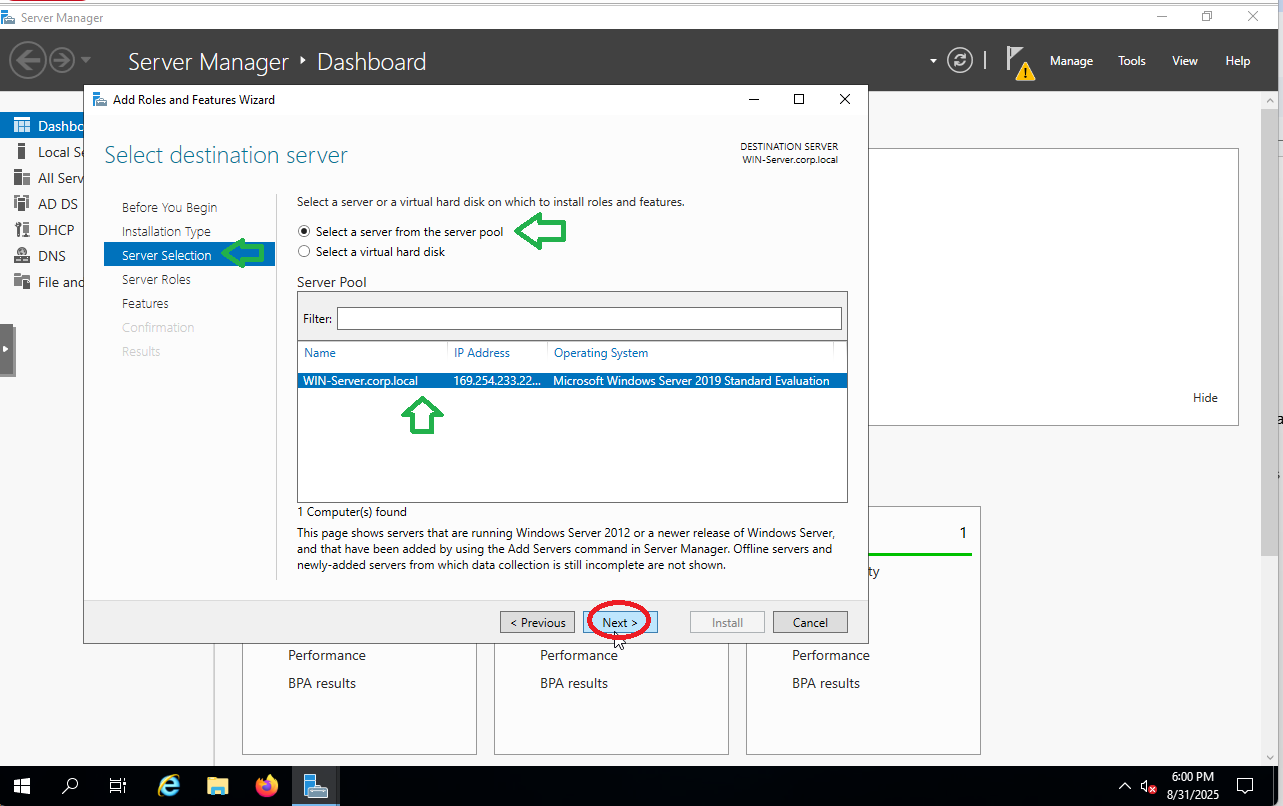 Server Manager
Server Manager Dashboard
Manage Tools View Help
Add Roles and Features Wizard
Dashbo
Local Se
All Serv
AD DS
DHCP
DNS
File and
Select destination server
DESTINATION SERVER
WIN-Server.corp.local
Before You Begin
Installation Type
Server Selection
Server Roles
Features
Confirmation
Results
Select a server or a virtual hard disk on which to install roles and features.
Select a server from the server pool
Select a virtual hard disk
Server Pool
Filter:
Name IP Address Operating System
WIN-Server.corp.local 169.254.233.22... Microsoft Windows Server 2019 Standard Evaluation
1 Computer(s) found
This page shows servers that are running Windows Server 2012 or a newer release of Windows Server,
and that have been added by using the Add Servers command in Server Manager. Offline servers and
newly-added servers from which data collection is still incomplete are not shown.
< Previous Next > Install Cancel
Hide
1
ty
Performance Performance Performance
BPA results BPA results BPA results
6:00 PM
8/31/2025